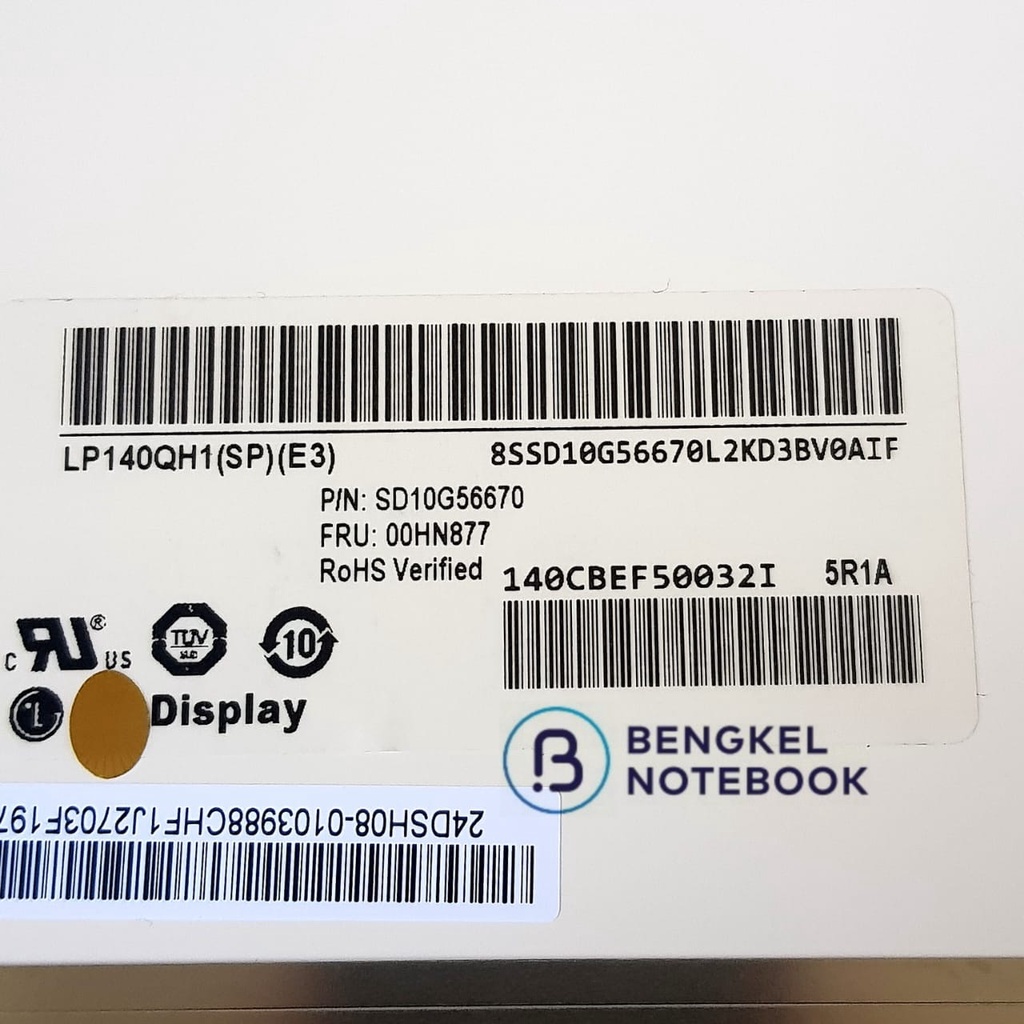 LP140QH1(SP)(E3) 8SSD10G56670L2KD3BV0AIF
P/N: SD10G56670
FRU: 00HN877
RoHS Verified
140CBEF50032I 5R1A
c UR® US
TÜV
10
Display
BENGKEL
NOTEBOOK
24DSH08-0103988CHF1J2703F197